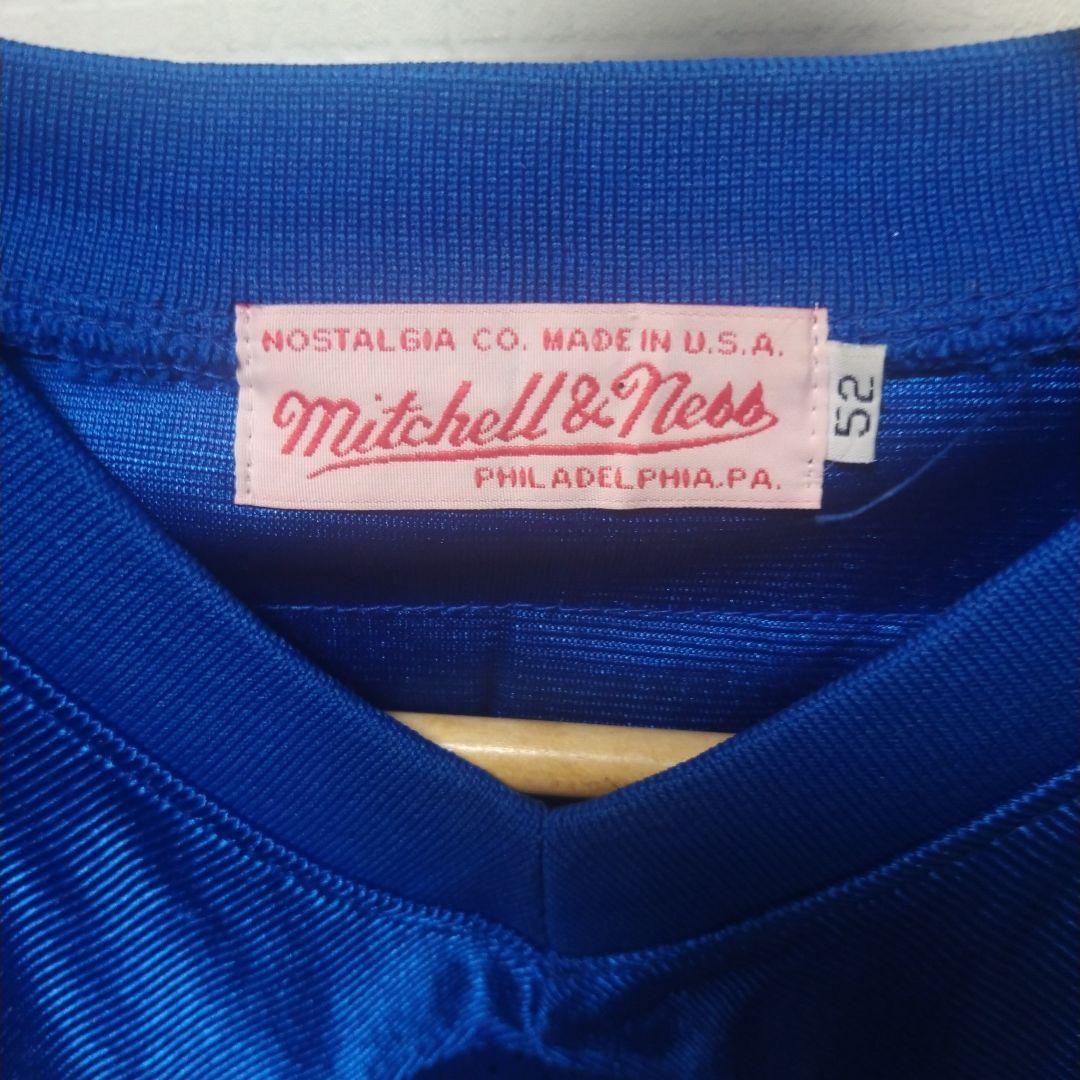 NOSTALGIA CO. MADE IN U.S.A.
Mitchell & Ness
PHILADELPHIA.PA.
52